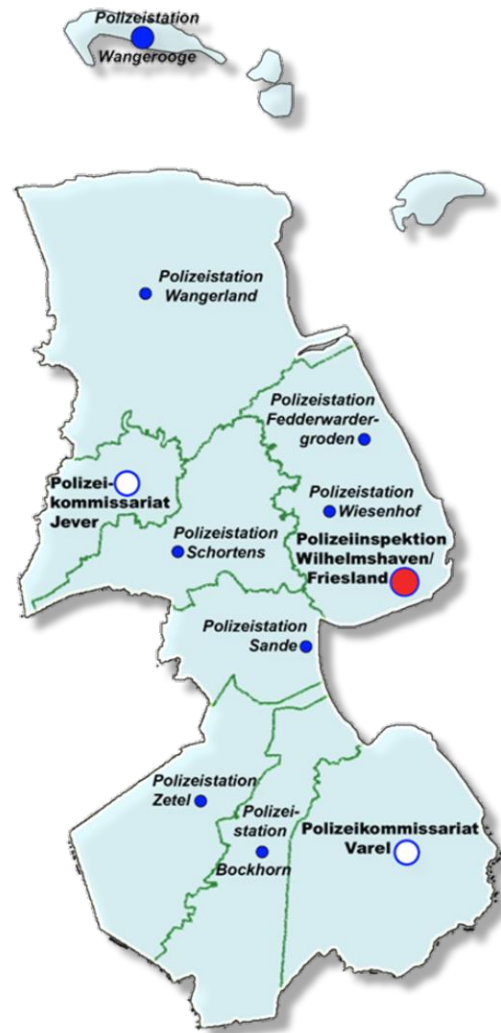 Polizeistation
Wangerooge
Polizeistation
Wangerland
Polizeistation
Fedderwarder-
groden
Polizei-
kommissariat
Jever
Polizeistation
Wiesenhof
Polizeistation
Schortens
Polizeiinspektion
Wilhelmshaven/
Friesland
Polizeistation
Sande
Polizeistation
Zetel
Polizei-
station
Bockhorn
Polizeikommissariat
Varel